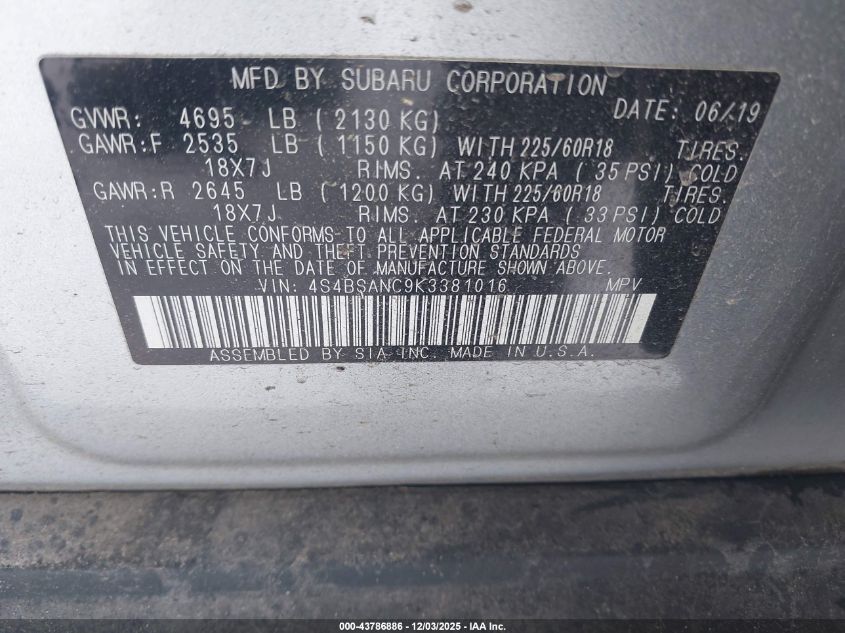 MFD BY SUBARU CORPORATION
DATE: 06/19
GVWR: 4695 LB ( 2130 KG)
GAWR:F 2535 LB ( 1150 KG) WITH 225/60R18 TIRES.
18X7J RIMS. AT 240 KPA ( 35 PSI) COLD
GAWR:R 2645 LB ( 1200 KG) WITH 225/60R18 TIRES.
18X7J RIMS. AT 230 KPA ( 33 PSI) COLD
THIS VEHICLE CONFORMS TO ALL APPLICABLE FEDERAL MOTOR
VEHICLE SAFETY AND THEFT PREVENTION STANDARDS
IN EFFECT ON THE DATE OF MANUFACTURE SHOWN ABOVE.
VIN: 4S4BSANC9K3381016 MPV
ASSEMBLED BY SIA INC. MADE IN U.S.A.
000-43786886 - 12/03/2025 - IAA Inc.